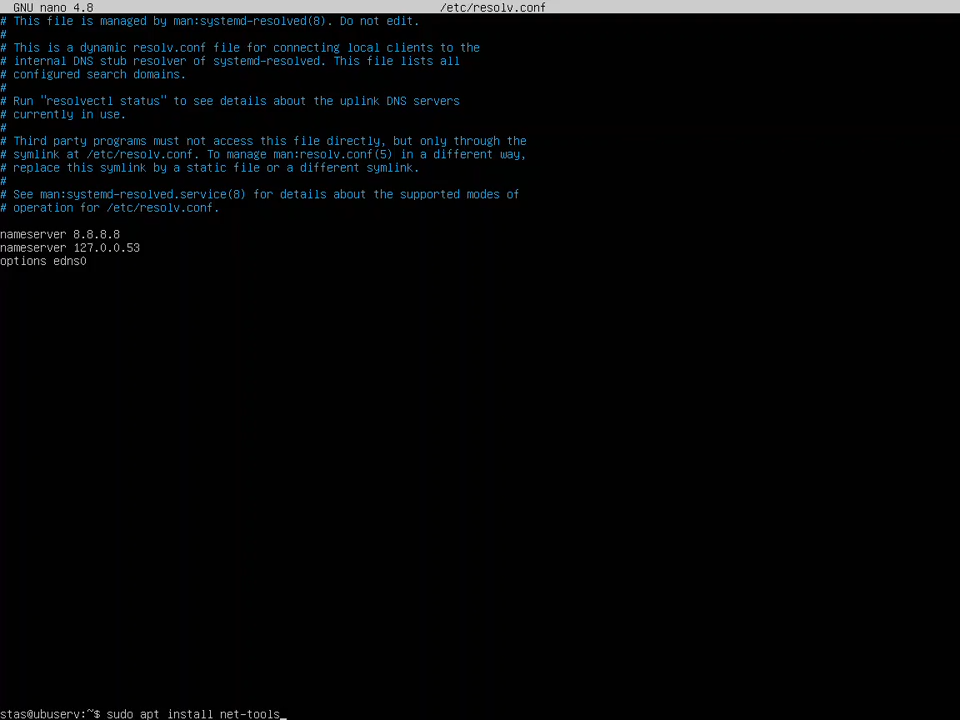 GNU nano 4.8 /etc/resolv.conf
# This file is managed by man:systemd-resolved(8). Do not edit.
#
# This is a dynamic resolv.conf file for connecting local clients to the
# internal DNS stub resolver of systemd-resolved. This file lists all
# configured search domains.
#
# Run "resolvectl status" to see details about the uplink DNS servers
# currently in use.
#
# Third party programs must not access this file directly, but only through the
# symlink at /etc/resolv.conf. To manage man:resolv.conf(5) in a different way,
# replace this symlink by a static file or a different symlink.
#
# See man:systemd-resolved.service(8) for details about the supported modes of
# operation for /etc/resolv.conf.
nameserver 8.8.8.8
nameserver 127.0.0.53
options edns0
stas@ubuserv:~$ sudo apt install net-tools_